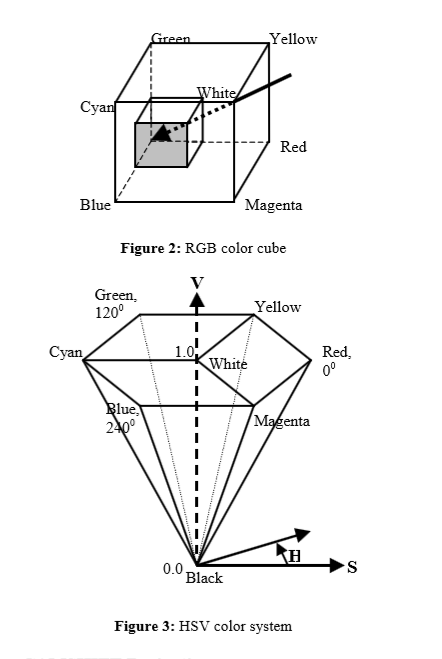 Green Yellow
White
Cyan
Red
Blue Magenta
Figure 2: RGB color cube
V
Green,
120⁰
Yellow
Cyan 1.0 White Red,
0⁰
Blue,
240⁰
Magenta
H
0.0 S
Black
Figure 3: HSV color system